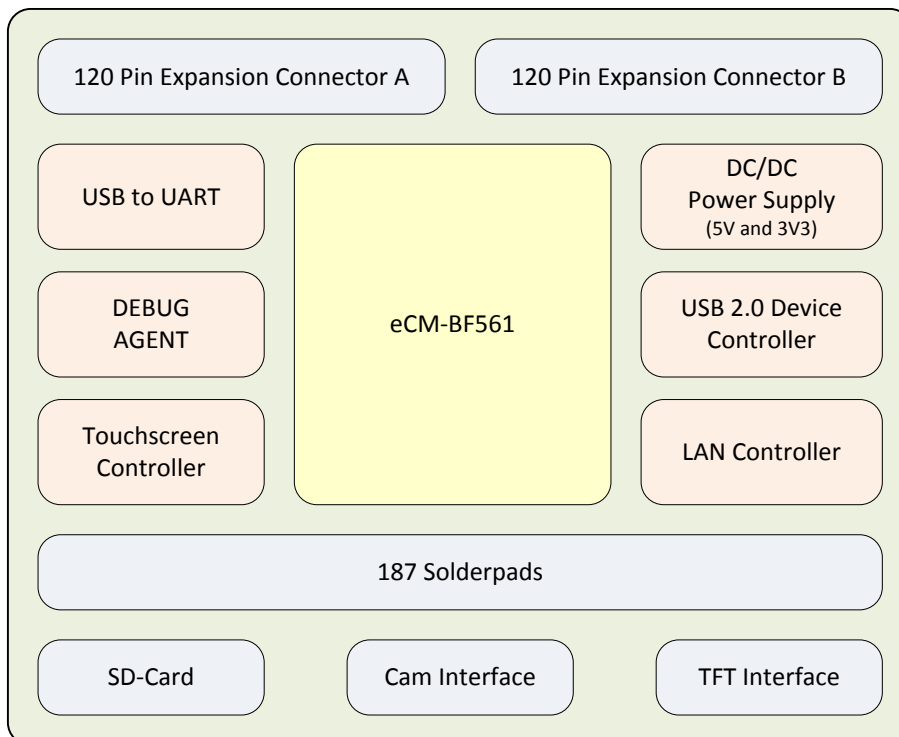 120 Pin Expansion Connector A
120 Pin Expansion Connector B
USB to UART
DC/DC
Power Supply
(5V and 3V3)
DEBUG
AGENT
eCM-BF561
USB 2.0 Device
Controller
Touchscreen
Controller
LAN Controller
187 Solderpads
SD-Card
Cam Interface
TFT Interface